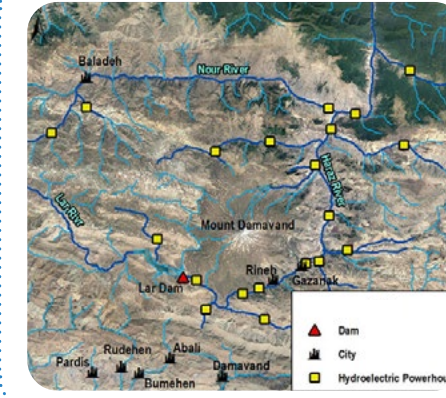 Baladeh
Nour River
Haraz River
Lar Rivr
Mount Damavand
Rineh
Gazanak
Lar Dam
Abali
Rudehen
Pardis
Bumehen
Damavand
Dam
City
Hydroelectric Powerhou